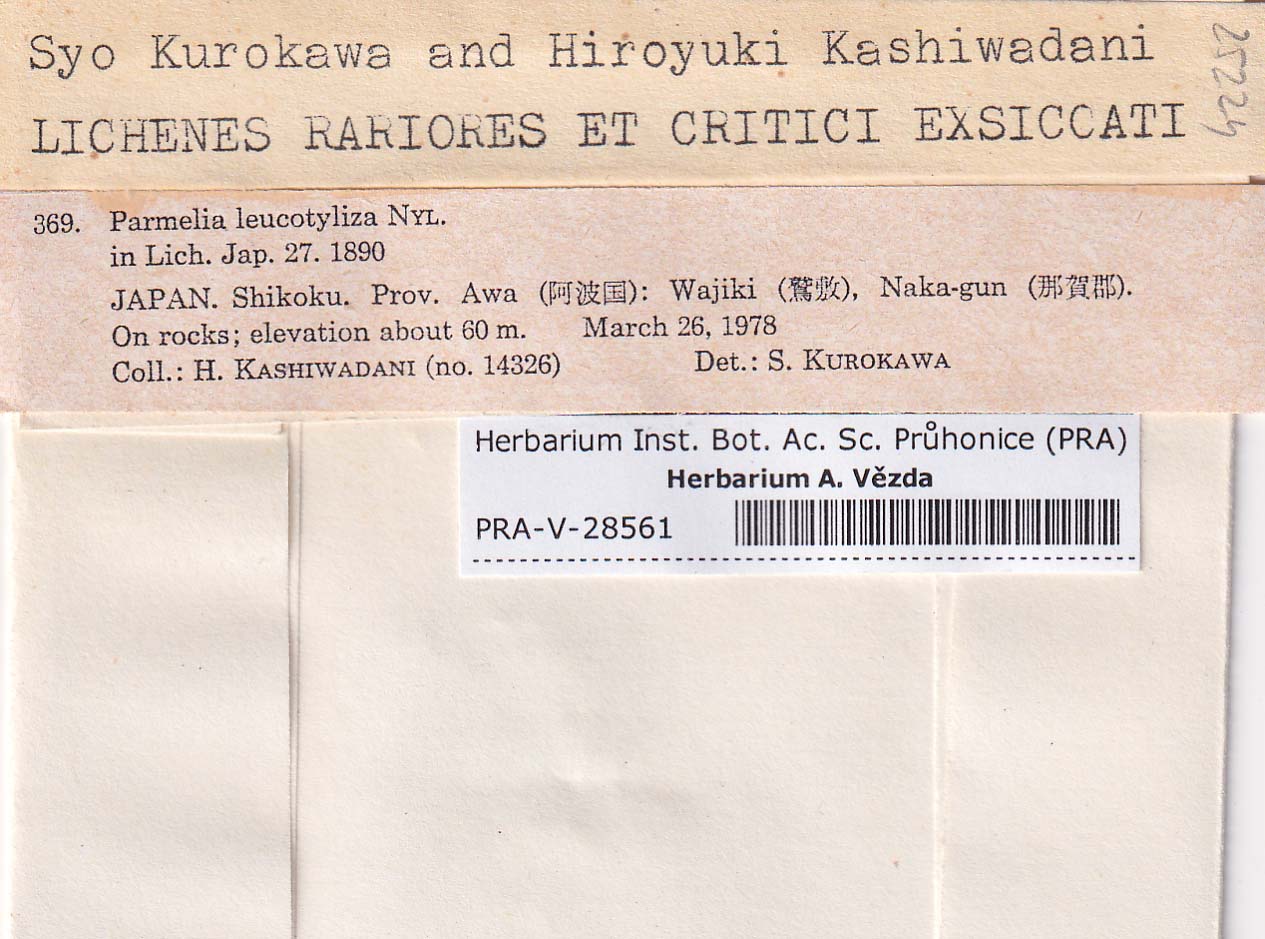 Syo Kurokawa and Hiroyuki Kashiwadani
LICHENES RARIORES ET CRITICI EXSICCATI
25224
369. Parmelia leucotyliza NYL.
in Lich. Jap. 27. 1890
JAPAN. Shikoku. Prov. Awa (阿波国): Wajiki (鷲敷), Naka-gun (那賀郡).
On rocks; elevation about 60 m. March 26, 1978
Coll.: H. KASHIWADANI (no. 14326) Det.: S. KUROKAWA
Herbarium Inst. Bot. Ac. Sc. Průhonice (PRA)
Herbarium A. Vězda
PRA-V-28561